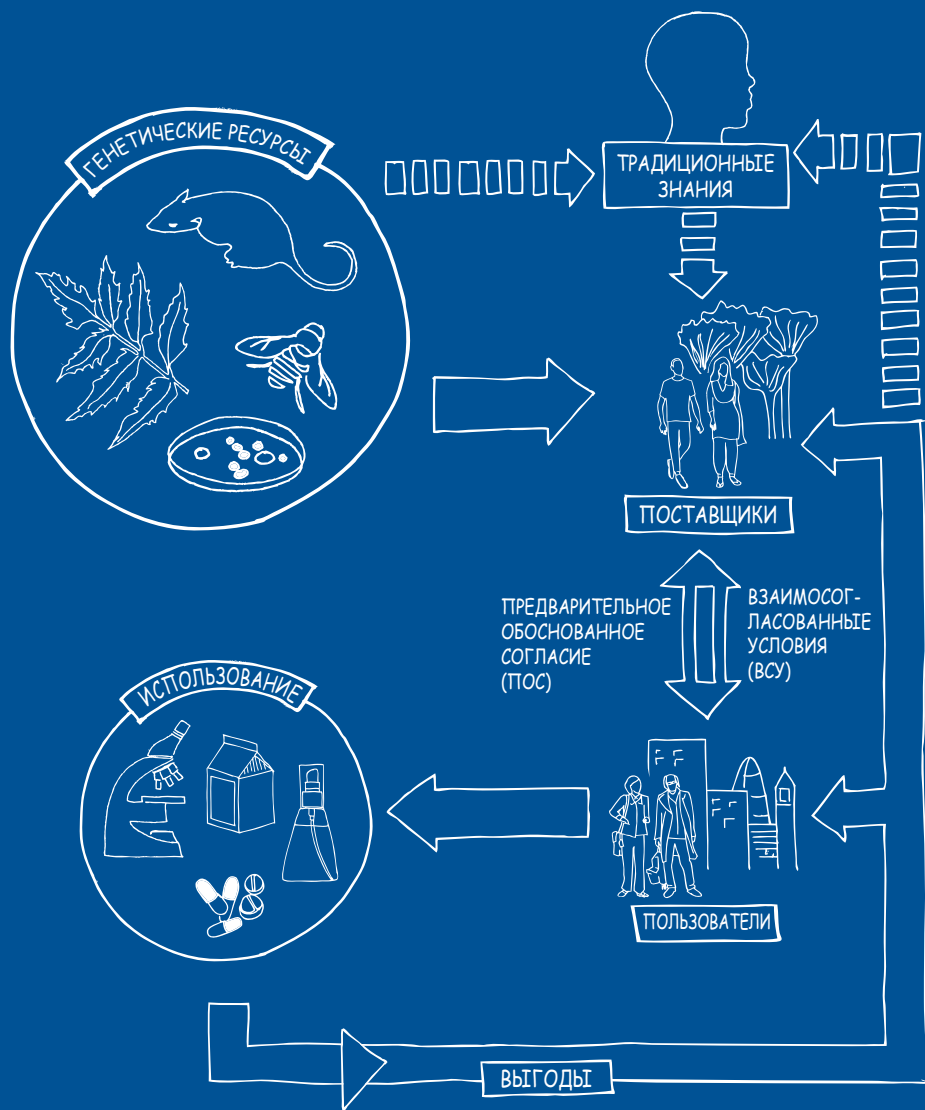 ГЕНЕТИЧЕСКИЕ РЕСУРСЫ
ТРАДИЦИОННЫЕ
ЗНАНИЯ
ПОСТАВЩИКИ
ПРЕДВАРИТЕЛЬНОЕ
ОБОСНОВАННОЕ
СОГЛАСИЕ
(ПОС)
ВЗАИМОСОГ-
ЛАСОВАННЫЕ
УСЛОВИЯ
(ВСУ)
ИСПОЛЬЗОВАНИЕ
ПОЛЬЗОВАТЕЛИ
ВЫГОДЫ